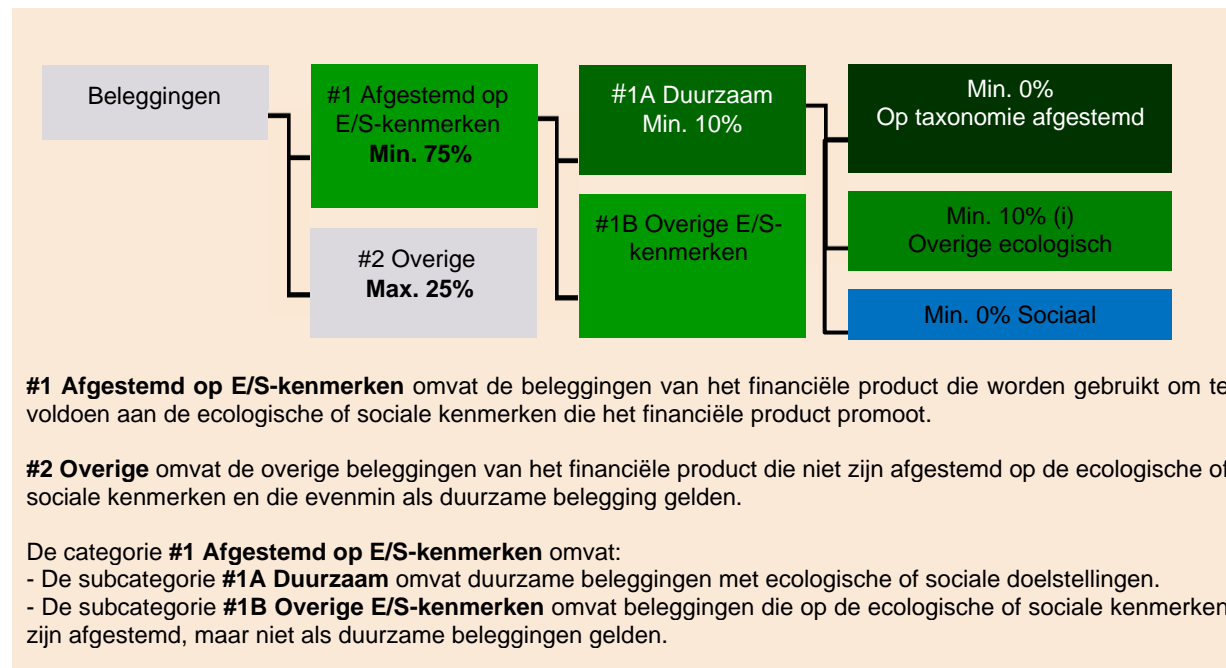 Beleggingen
#1 Afgestemd op
E/S-kenmerken
Min. 75%
#2 Overige
Max. 25%
#1A Duurzaam
Min. 10%
#1B Overige E/S-
kenmerken
Min. 0%
Op taxonomie afgestemd
Min. 10% (i)
Overige ecologisch
Min. 0% Sociaal
#1 Afgestemd op E/S-kenmerken omvat de beleggingen van het financiële product die worden gebruikt om te
voldoen aan de ecologische of sociale kenmerken die het financiële product promoot.
#2 Overige omvat de overige beleggingen van het financiële product die niet zijn afgestemd op de ecologische of
sociale kenmerken en die evenmin als duurzame belegging gelden.
De categorie #1 Afgestemd op E/S-kenmerken omvat:
- De subcategorie #1A Duurzaam omvat duurzame beleggingen met ecologische of sociale doelstellingen.
- De subcategorie #1B Overige E/S-kenmerken omvat beleggingen die op de ecologische of sociale kenmerken
zijn afgestemd, maar niet als duurzame beleggingen gelden.